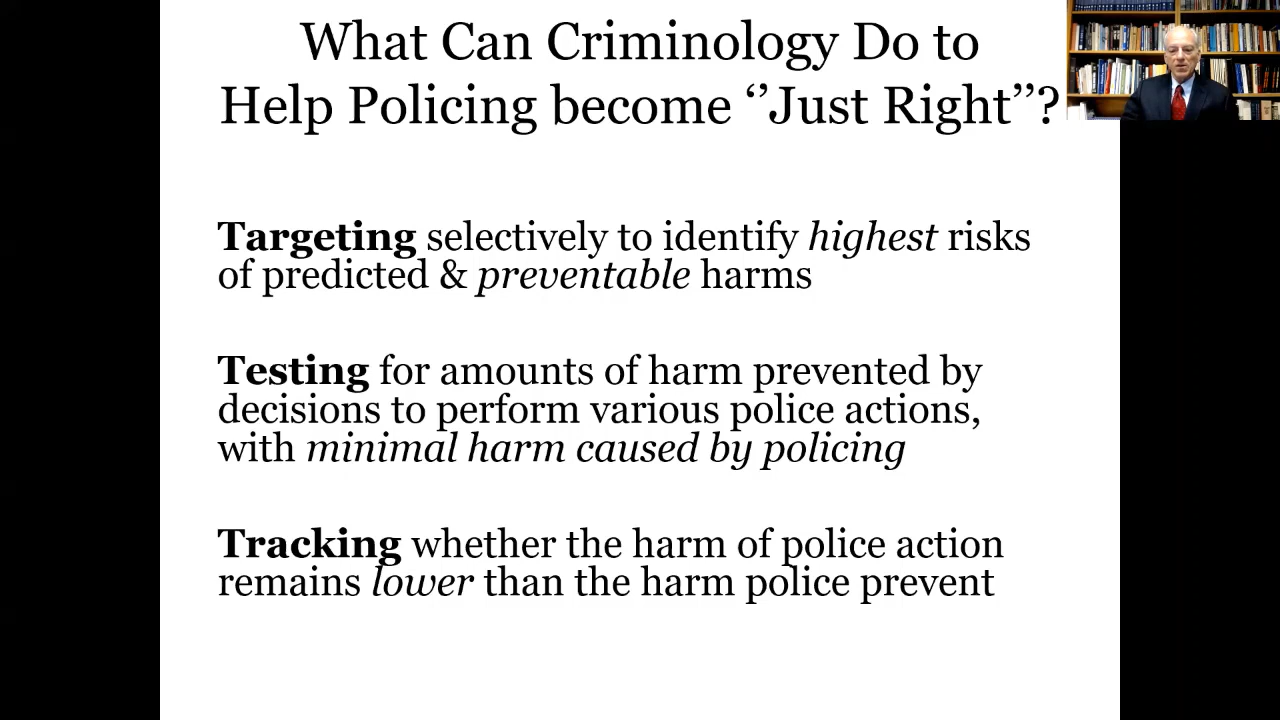 What Can Criminology Do to
Help Policing become ‘’Just Right’’?
Targeting selectively to identify highest risks
of predicted & preventable harms
Testing for amounts of harm prevented by
decisions to perform various police actions,
with minimal harm caused by policing
Tracking whether the harm of police action
remains lower than the harm police prevent